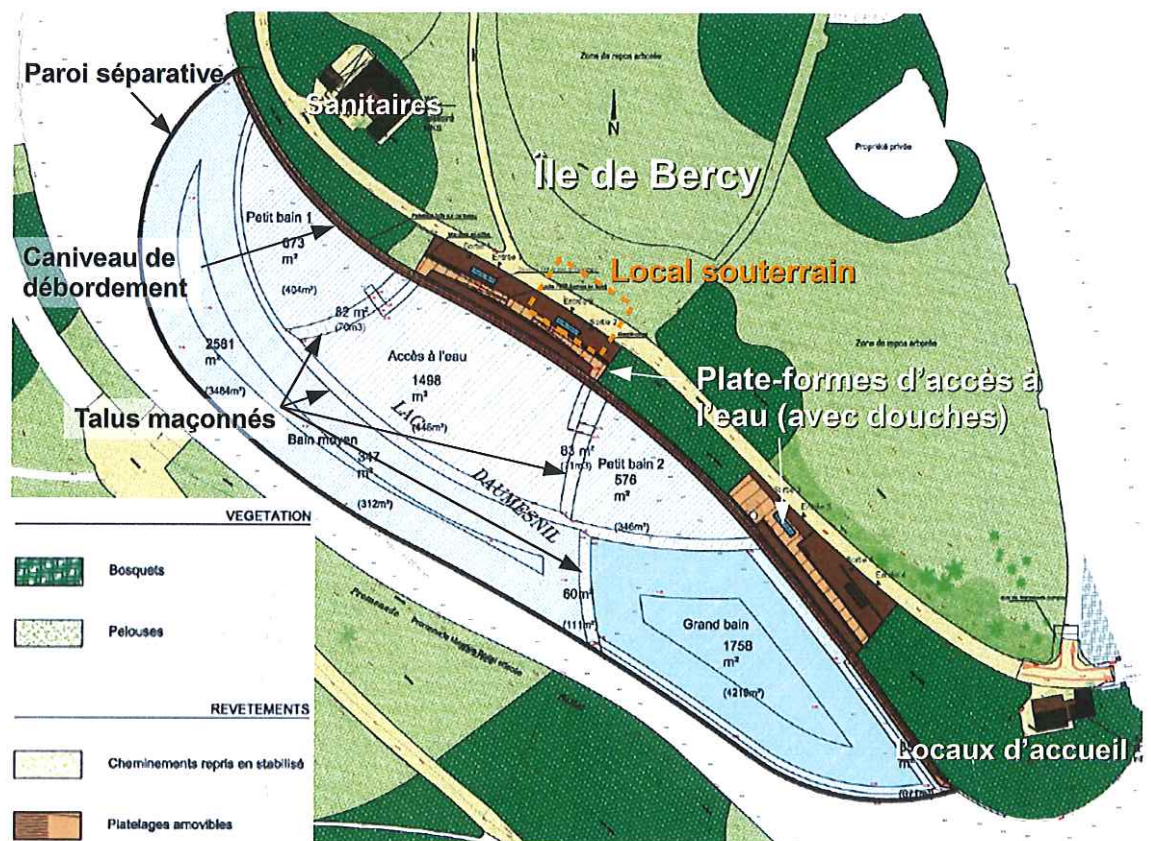 Paroi séparative
Sanitaires
Zone de repos arborée
N
Propriété privée
Île de Bercy
Petit bain 1
673
m²
(404m³)
Caniveau de
débordement
Local souterrain
82 m²
(70m3)
2581
m²
(3484m³)
Accès à l'eau
1498
m²
Zone de repos arborée
Plate-formes d'accès à
l'eau (avec douches)
Talus maçonnés
LAC
DAUMESNIL
Bain moyen
347
m²
(312m³)
83 m²
Petit bain 2
576
m²
(346m³)
60m²
(111m³)
Grand bain
1758
m²
(4219m³)
Promenade
Locaux d'accueil
m²
VEGETATION
Bosquets
Pelouses
REVETEMENTS
Cheminements repris en stabilisé
Platelages amovibles